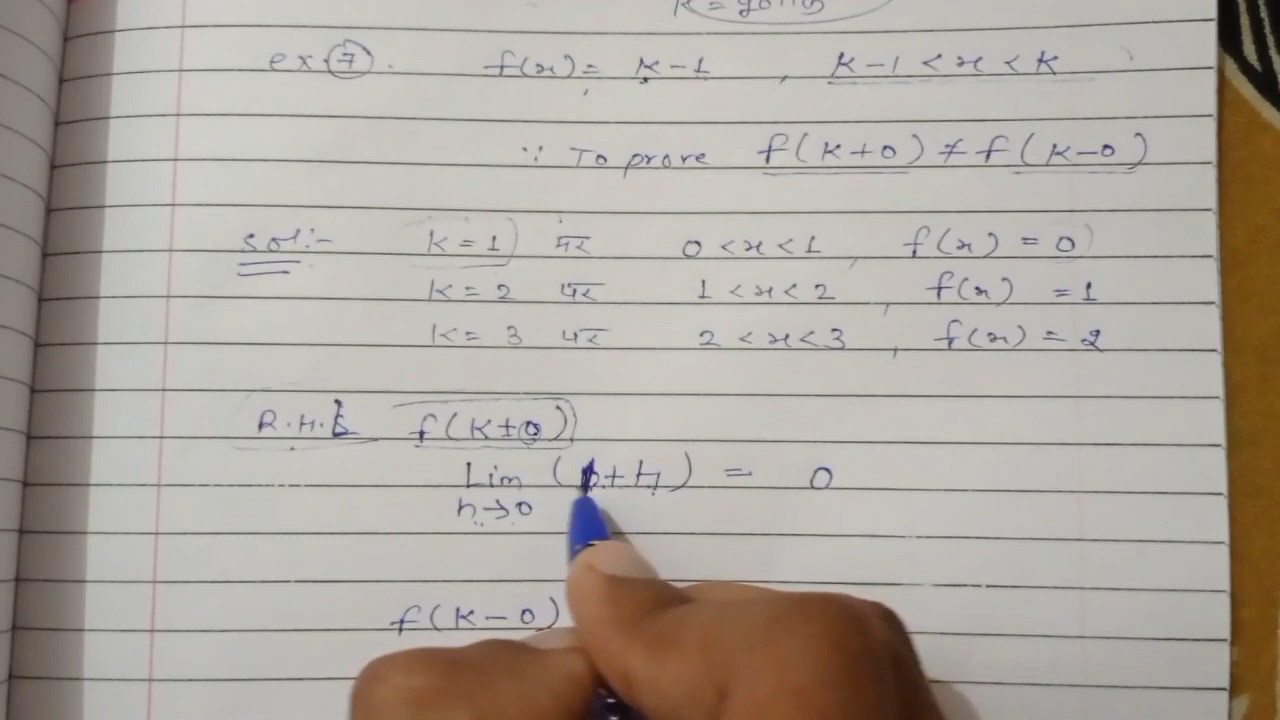 K =
ex. 7. f(x) = K-1 , K-1 < x < K
∵ To prove f(K+0) ≠ f(K-0)
Sol:- K=1 पर 0 < x < 1 , f(x) = 0
K = 2 पर 1 < x < 2 , f(x) = 1
K = 3 पर 2 < x < 3 , f(x) = 2
R.H.L f(K+0)
Lim ( + h) = 0
h→0
f(K-0)